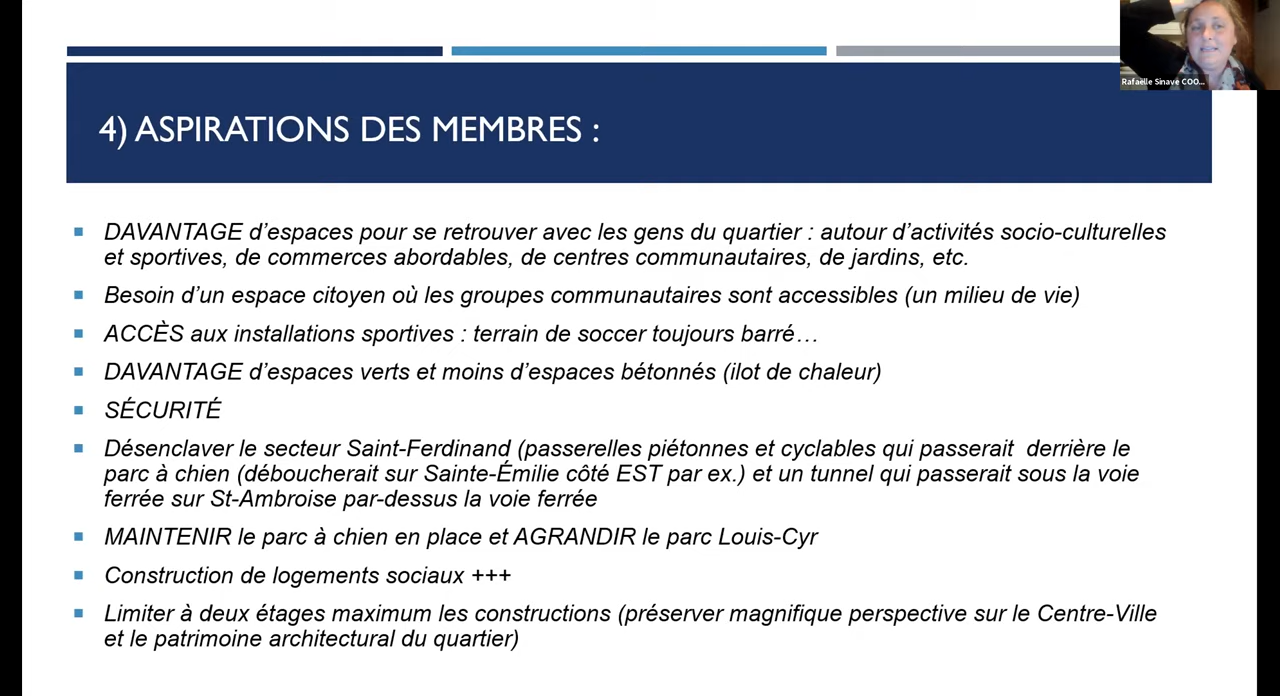 Rafaëlle Sinave COO...
4) ASPIRATIONS DES MEMBRES :
DAVANTAGE d’espaces pour se retrouver avec les gens du quartier : autour d’activités socio-culturelles
et sportives, de commerces abordables, de centres communautaires, de jardins, etc.
Besoin d’un espace citoyen où les groupes communautaires sont accessibles (un milieu de vie)
ACCÈS aux installations sportives : terrain de soccer toujours barré…
DAVANTAGE d’espaces verts et moins d’espaces bétonnés (ilot de chaleur)
SÉCURITÉ
Désenclaver le secteur Saint-Ferdinand (passerelles piétonnes et cyclables qui passerait  derrière le
parc à chien (déboucherait sur Sainte-Émilie côté EST par ex.) et un tunnel qui passerait sous la voie
ferrée sur St-Ambroise par-dessus la voie ferrée
MAINTENIR le parc à chien en place et AGRANDIR le parc Louis-Cyr
Construction de logements sociaux +++
Limiter à deux étages maximum les constructions (préserver magnifique perspective sur le Centre-Ville
et le patrimoine architectural du quartier)